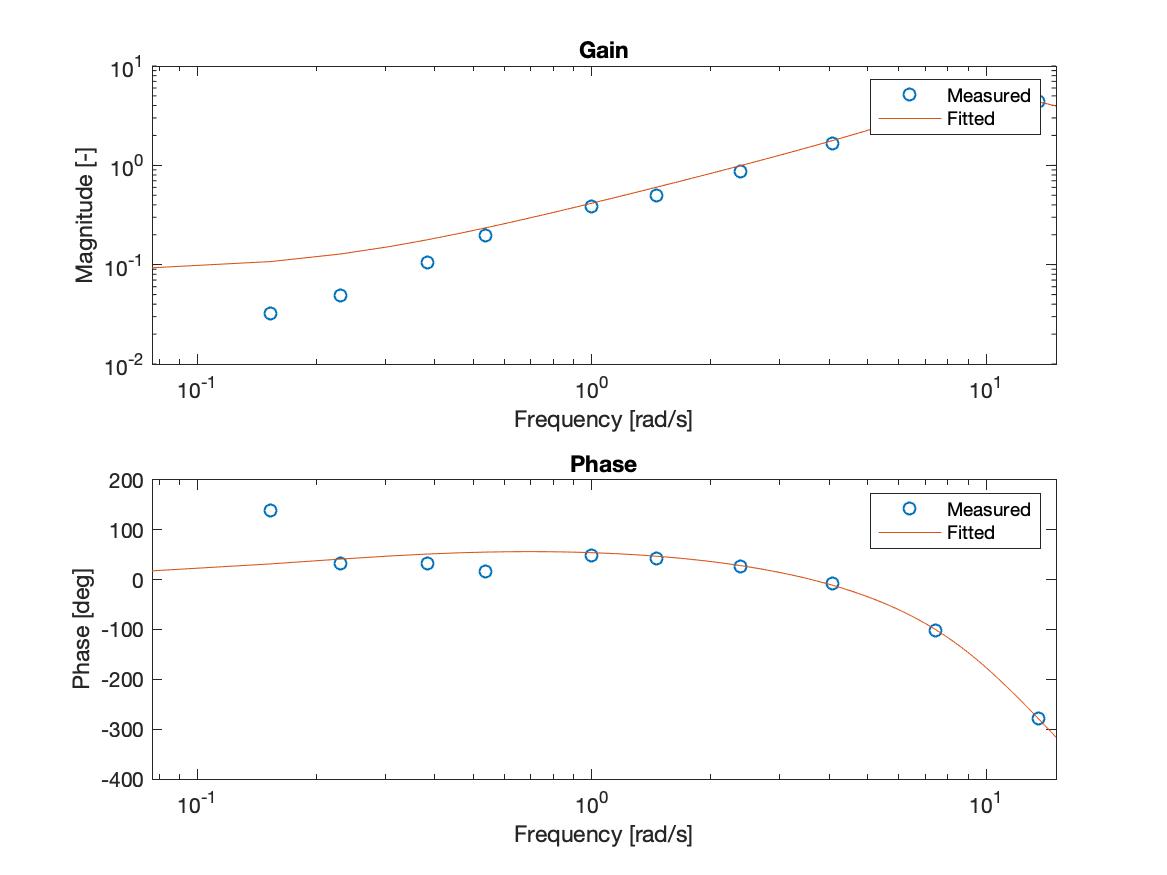 Gain
10^1
10^0
10^-1
10^-2
Magnitude [-]
Measured
Fitted
10^-1 10^0 10^1
Frequency [rad/s]
Phase
200
100
0
-100
-200
-300
-400
Phase [deg]
Measured
Fitted
10^-1 10^0 10^1
Frequency [rad/s]